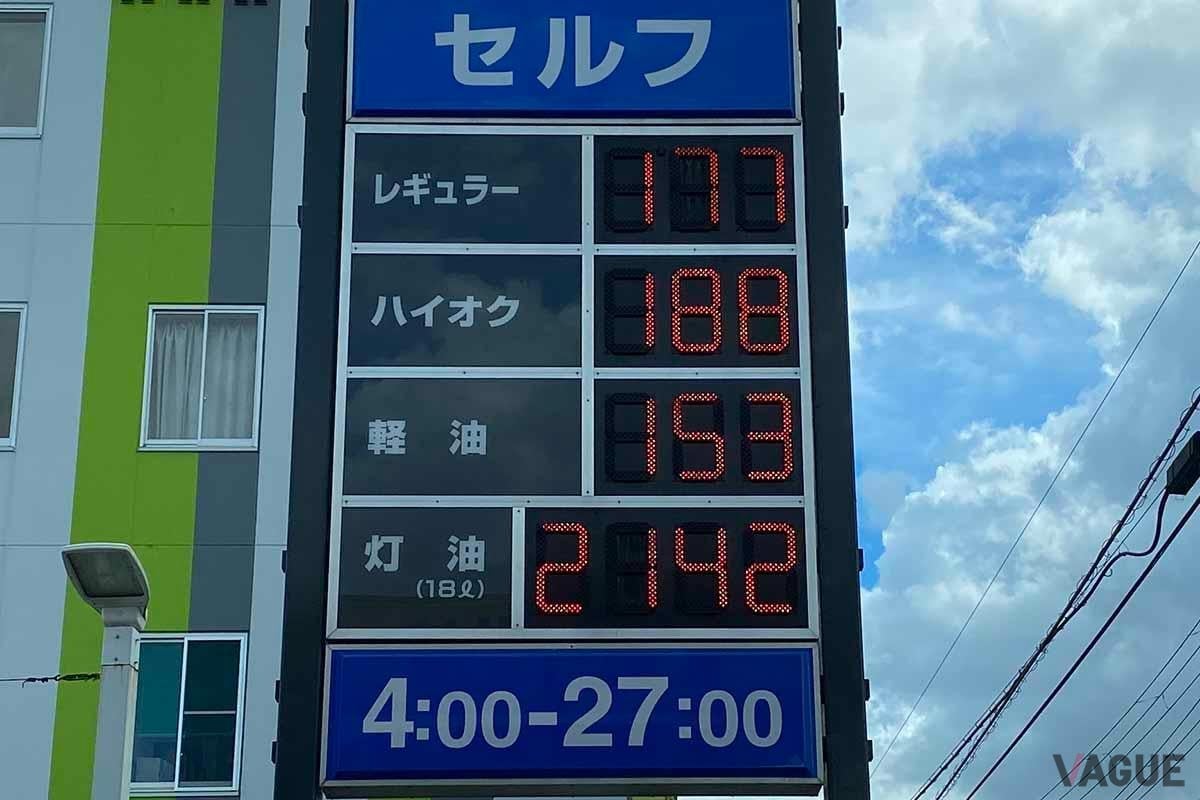 セルフ
レギュラー 177
ハイオク 188
軽油 153
灯油 2142
(18ℓ)
4:00-27:00
VAGUE